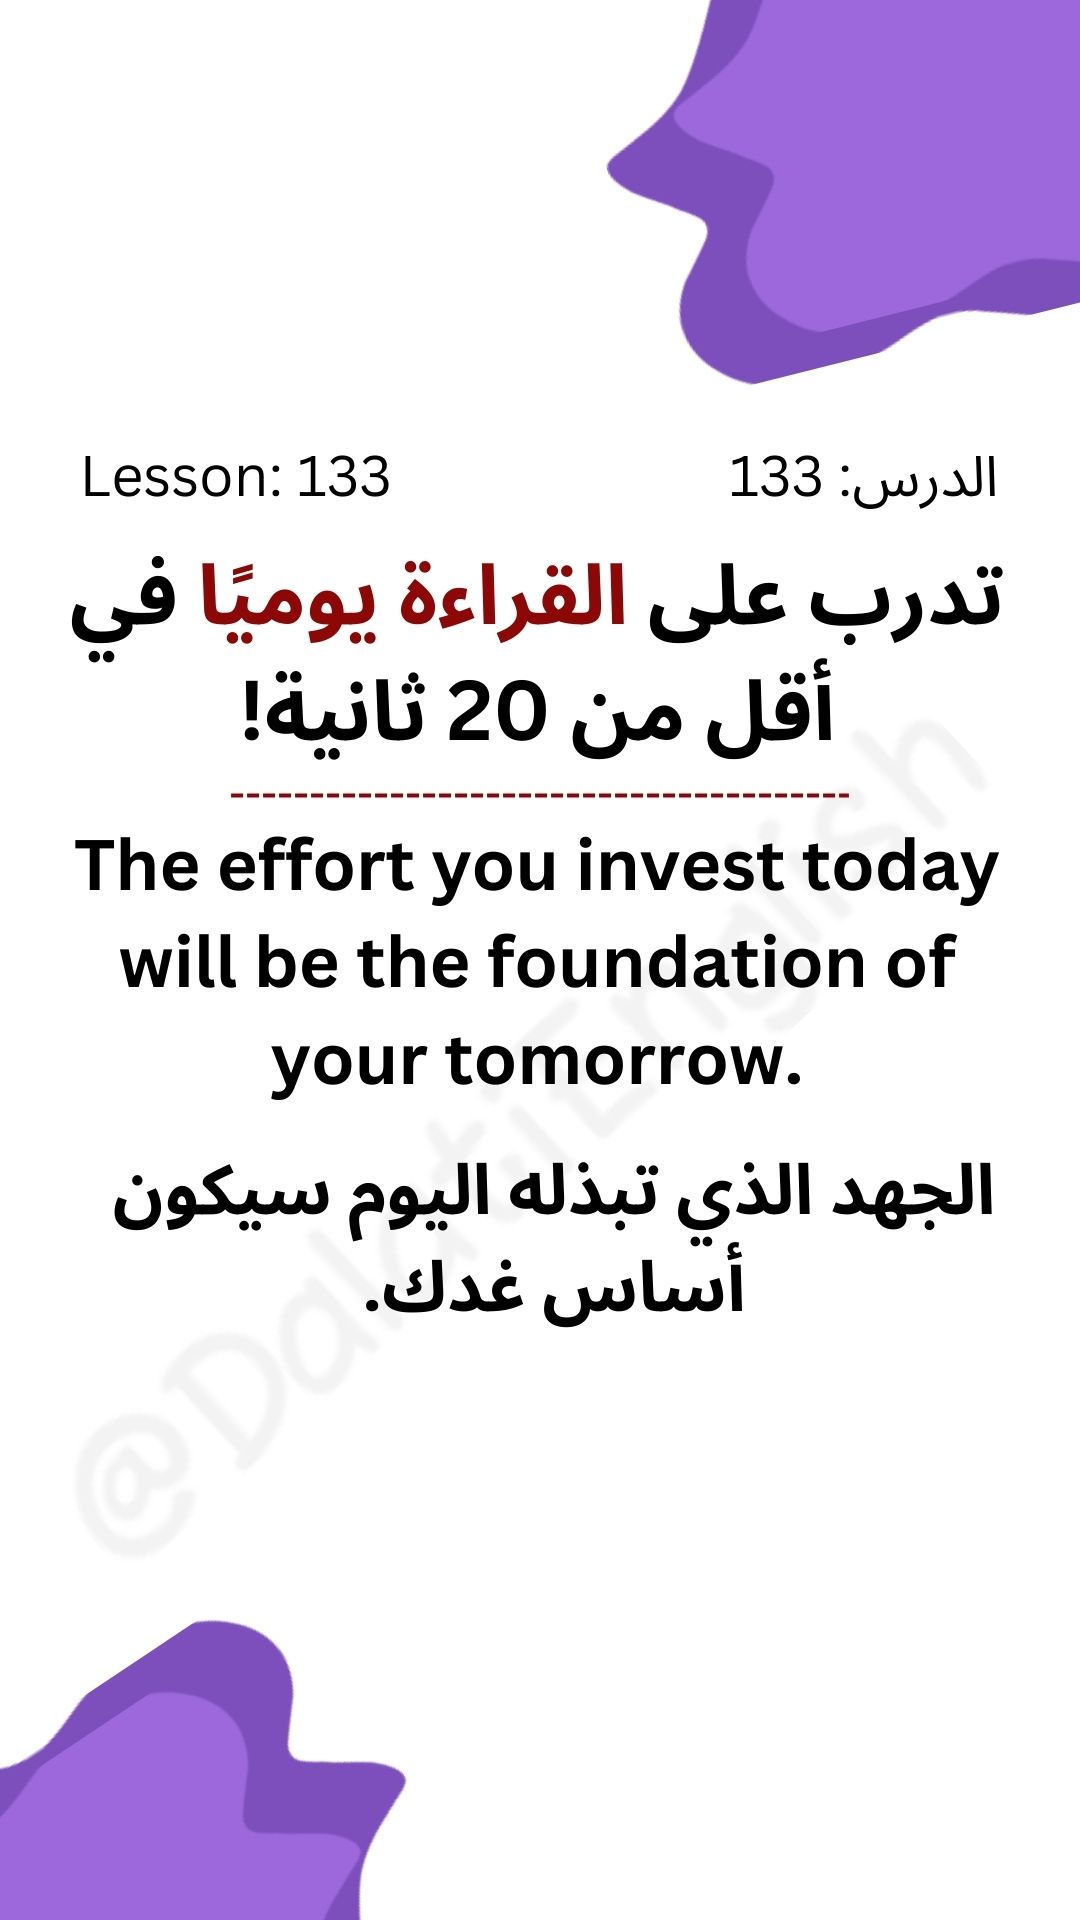 Lesson: 133
الدرس: 133
تدرب على القراءة يوميًا في
أقل من 20 ثانية!
---------------------------------------
The effort you invest today
will be the foundation of
your tomorrow.
الجهد الذي تبذله اليوم سيكون
أساس غدك.
@DalatiEnglish